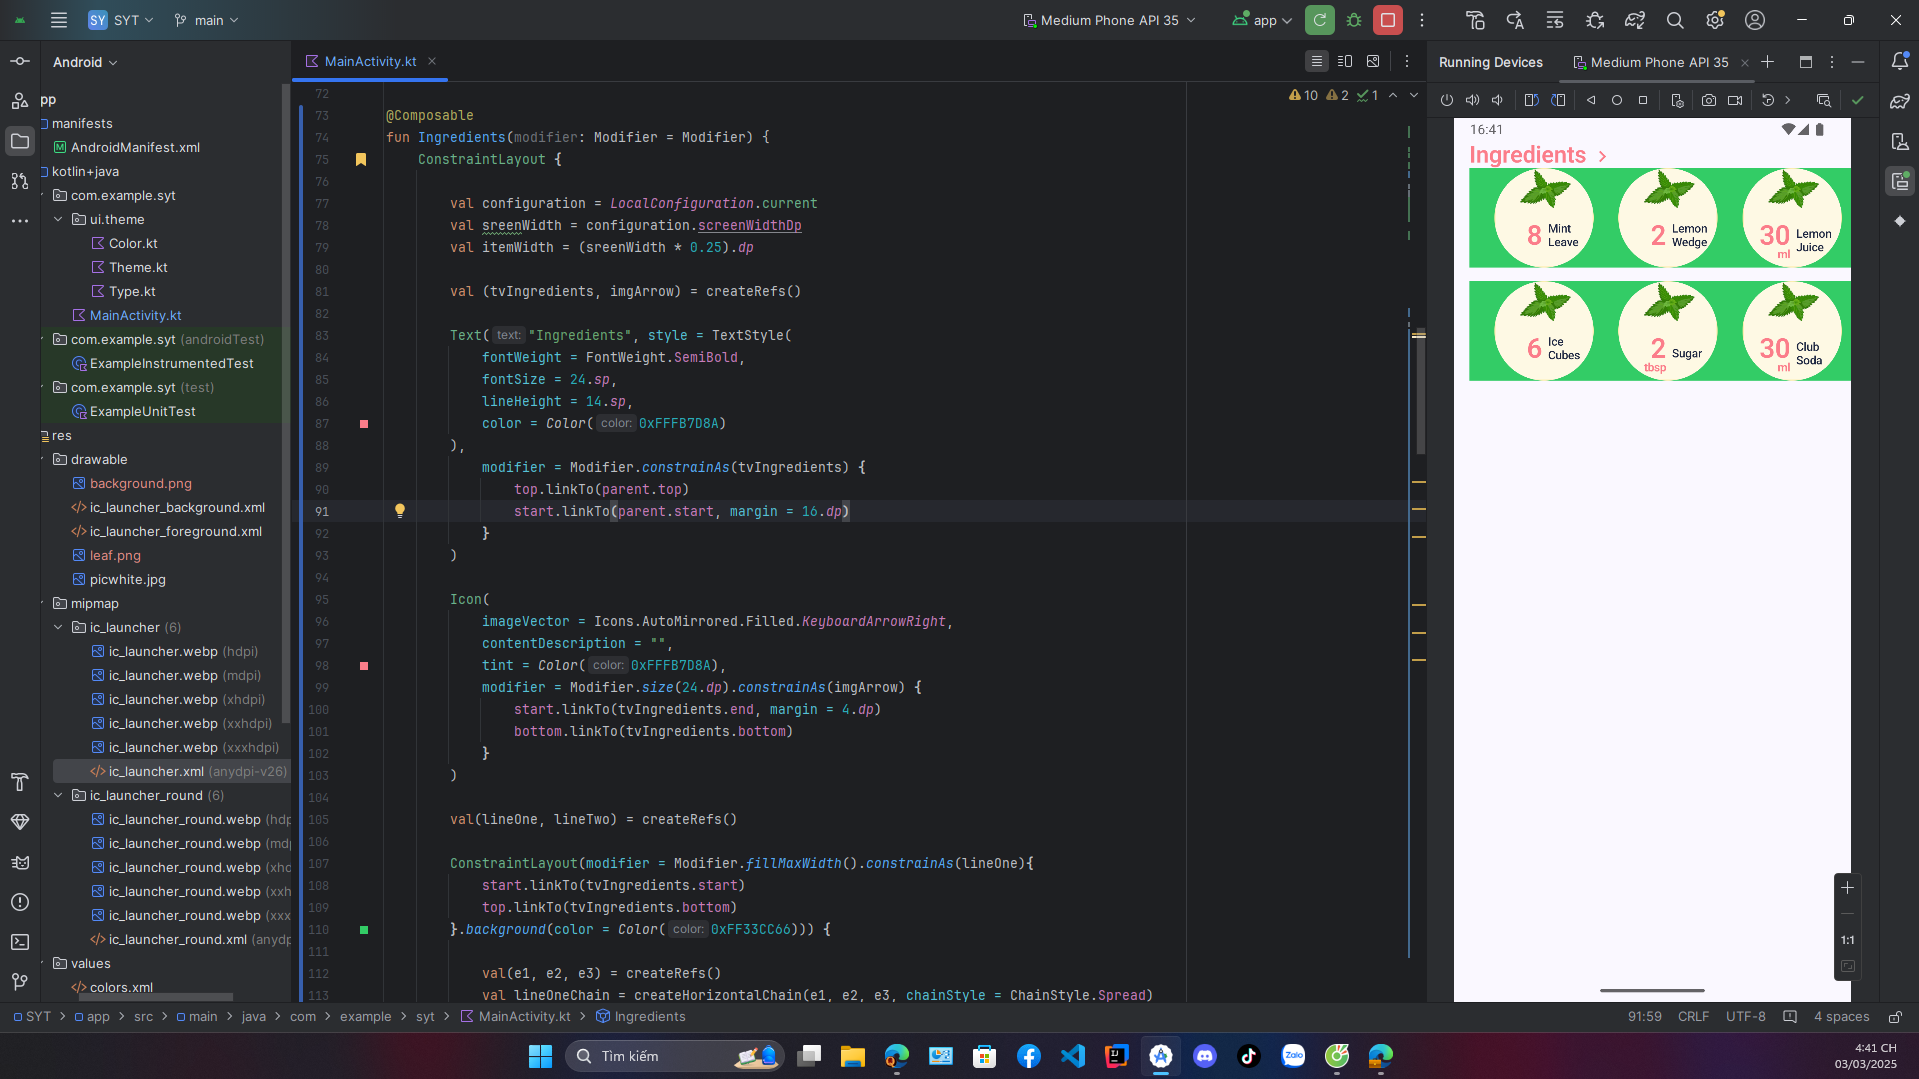 SY SYT main
Medium Phone API 35
app
Android
MainActivity.kt
Running Devices
Medium Phone API 35
pp
manifests
AndroidManifest.xml
kotlin+java
com.example.syt
ui.theme
Color.kt
Theme.kt
Type.kt
MainActivity.kt
com.example.syt (androidTest)
ExampleInstrumentedTest
com.example.syt (test)
ExampleUnitTest
res
drawable
background.png
ic_launcher_background.xml
ic_launcher_foreground.xml
leaf.png
picwhite.jpg
mipmap
ic_launcher (6)
ic_launcher.webp (hdpi)
ic_launcher.webp (mdpi)
ic_launcher.webp (xhdpi)
ic_launcher.webp (xxhdpi)
ic_launcher.webp (xxxhdpi)
ic_launcher.xml (anydpi-v26)
ic_launcher_round (6)
ic_launcher_round.webp (hdp
ic_launcher_round.webp (md
ic_launcher_round.webp (xhd
ic_launcher_round.webp (xxh
ic_launcher_round.webp (xxx
ic_launcher_round.xml (anydp
values
colors.xml
10 2 1
72
73 @Composable
74 fun Ingredients(modifier: Modifier = Modifier) {
75 ConstraintLayout {
76
77 val configuration = LocalConfiguration.current
78 val sreenWidth = configuration.screenWidthDp
79 val itemWidth = (sreenWidth * 0.25).dp
80
81 val (tvIngredients, imgArrow) = createRefs()
82
83 Text( text: "Ingredients", style = TextStyle(
84 fontWeight = FontWeight.SemiBold,
85 fontSize = 24.sp,
86 lineHeight = 14.sp,
87 color = Color( color: 0xFFFB7D8A)
88 ),
89 modifier = Modifier.constrainAs(tvIngredients) {
90 top.linkTo(parent.top)
91 start.linkTo(parent.start, margin = 16.dp)
92 }
93 )
94
95 Icon(
96 imageVector = Icons.AutoMirrored.Filled.KeyboardArrowRight,
97 contentDescription = "",
98 tint = Color( color: 0xFFFB7D8A),
99 modifier = Modifier.size(24.dp).constrainAs(imgArrow) {
100 start.linkTo(tvIngredients.end, margin = 4.dp)
101 bottom.linkTo(tvIngredients.bottom)
102 }
103 )
104
105 val(lineOne, lineTwo) = createRefs()
106
107 ConstraintLayout(modifier = Modifier.fillMaxWidth().constrainAs(lineOne){
108 start.linkTo(tvIngredients.start)
109 top.linkTo(tvIngredients.bottom)
110 }.background(color = Color( color: 0xFF33CC66))) {
111
112 val(e1, e2, e3) = createRefs()
113 val lineOneChain = createHorizontalChain(e1, e2, e3, chainStyle = ChainStyle.Spread)
16:41
Ingredients
8 Mint Leave
2 Lemon Wedge
30 ml Lemon Juice
6 Ice Cubes
2 tbsp Sugar
30 ml Club Soda
1:1
SYT > app > src > main > java > com > example > syt > MainActivity.kt > Ingredients
91:59 CRLF UTF-8 4 spaces
Tìm kiếm
Zalo
4:41 CH
03/03/2025